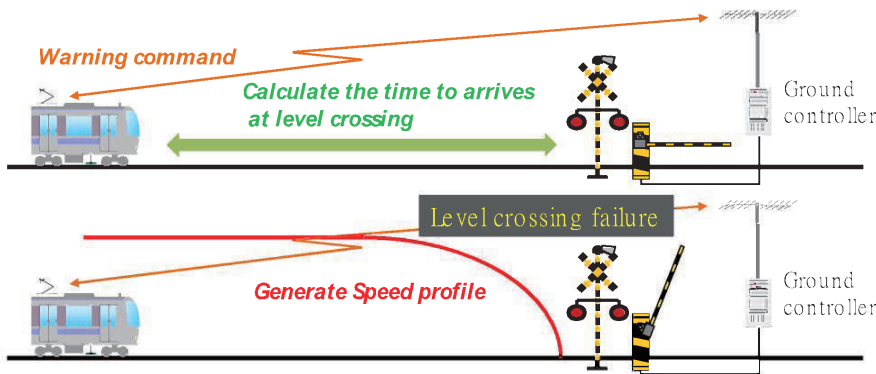 Warning command
Calculate the time to arrives
at level crossing
Ground
controller
Level crossing failure
Generate Speed profile
Ground
controller